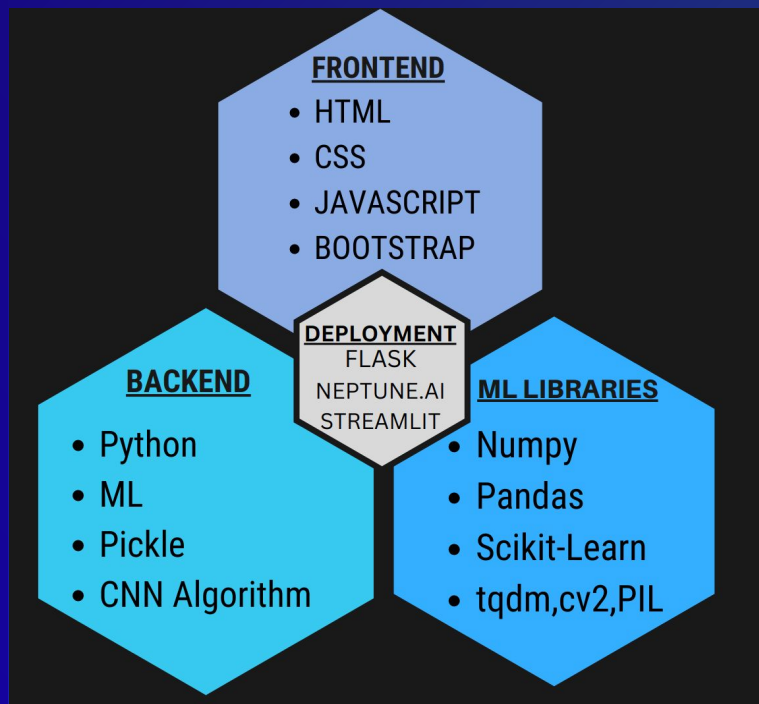 FRONTEND
• HTML
• CSS
• JAVASCRIPT
• BOOTSTRAP
DEPLOYMENT
FLASK
NEPTUNE.AI
STREAMLIT
BACKEND
• Python
• ML
• Pickle
• CNN Algorithm
ML LIBRARIES
• Numpy
• Pandas
• Scikit-Learn
• tqdm,cv2,PIL